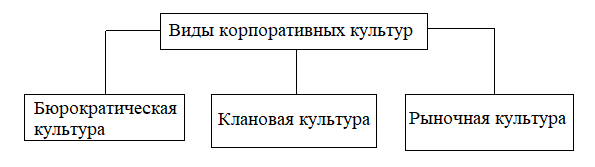 Виды корпоративных культур
Бюрократическая
культура
Клановая культура
Рыночная культура